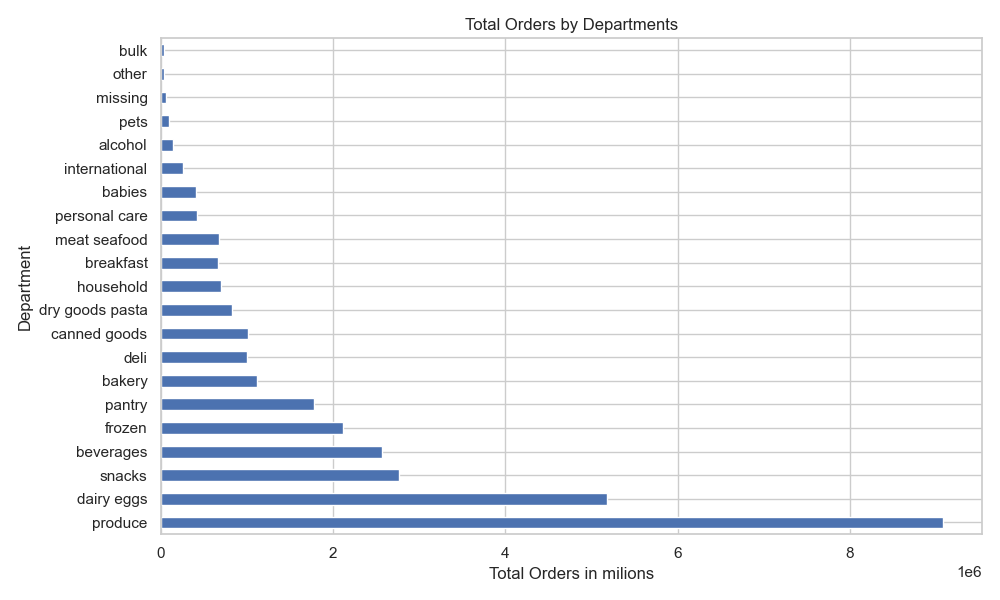 Total Orders by Departments
bulk
other
missing
pets
alcohol
international
babies
personal care
meat seafood
breakfast
household
dry goods pasta
canned goods
deli
bakery
pantry
frozen
beverages
snacks
dairy eggs
produce
Department
0 2 4 6 8
1e6
Total Orders in milions